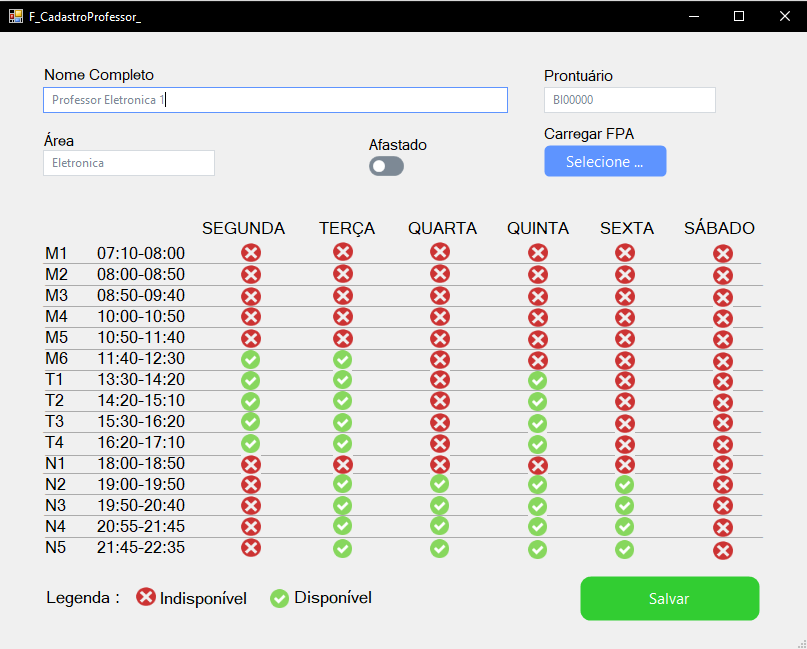 F_CadastroProfessor_
Nome Completo
Prontuário
Professor Eletronica 1
BI00000
Área
Afastado
Carregar FPA
Eletronica
Selecione ...
SEGUNDA TERÇA QUARTA QUINTA SEXTA SÁBADO
M1 07:10-08:00
M2 08:00-08:50
M3 08:50-09:40
M4 10:00-10:50
M5 10:50-11:40
M6 11:40-12:30
T1 13:30-14:20
T2 14:20-15:10
T3 15:30-16:20
T4 16:20-17:10
N1 18:00-18:50
N2 19:00-19:50
N3 19:50-20:40
N4 20:55-21:45
N5 21:45-22:35
Legenda : Indisponível Disponível
Salvar